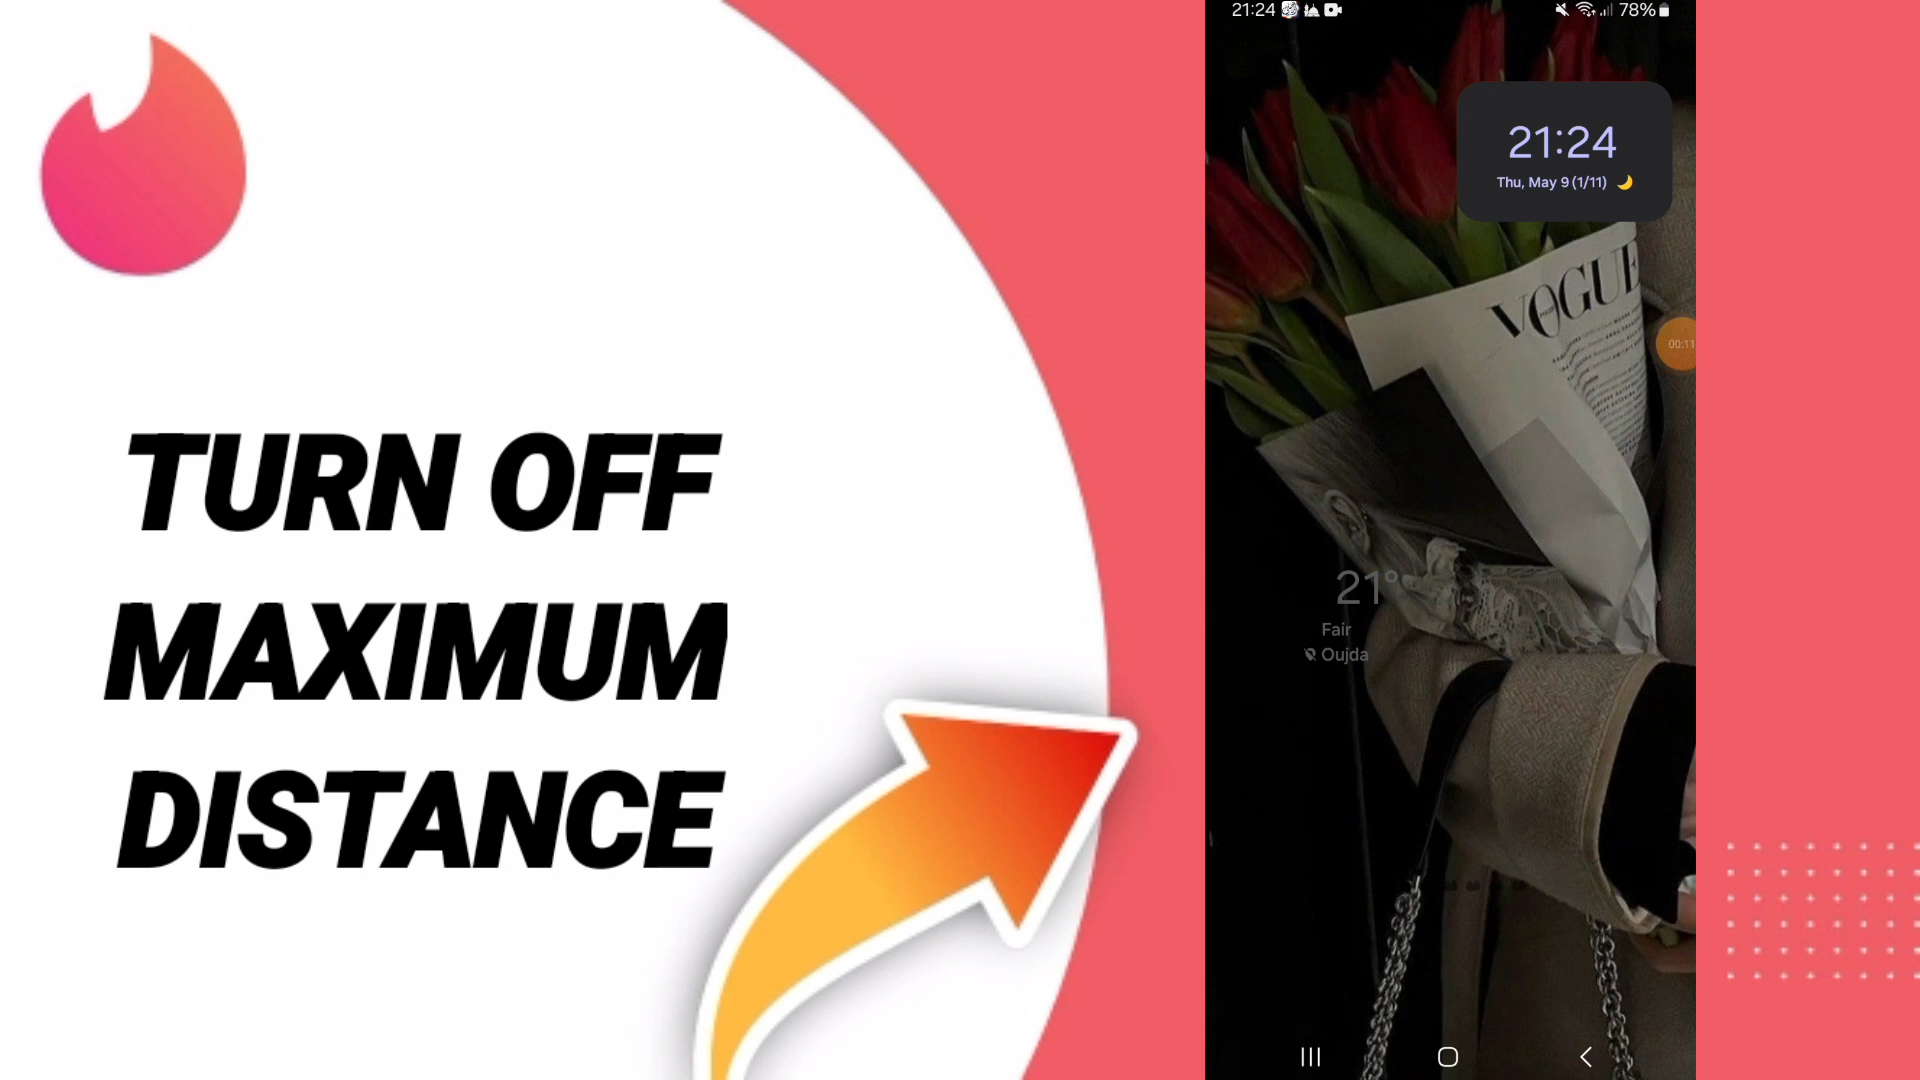 TURN OFF
MAXIMUM
DISTANCE
21:24
78%
21:24
Thu, May 9 (1/11)
VOGUE
00:11
21°
Fair
Oujda